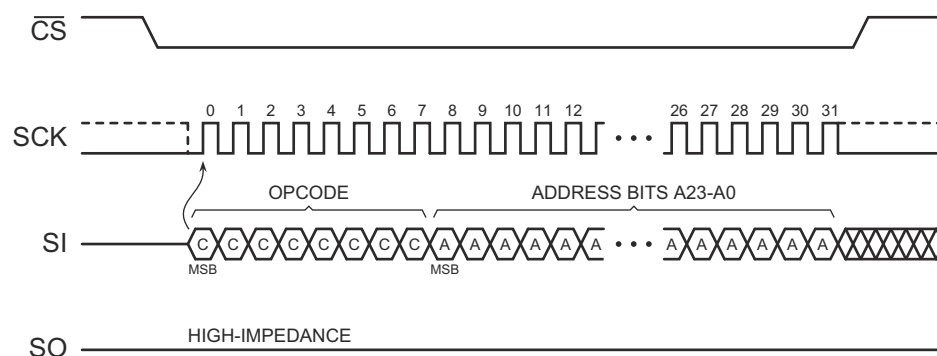 CS
0 1 2 3 4 5 6 7 8 9 10 11 12 26 27 28 29 30 31
SCK
OPCODE ADDRESS BITS A23-A0
SI C C C C C C C C A A A A A A A A A A A A
MSB MSB
HIGH-IMPEDANCE
SO